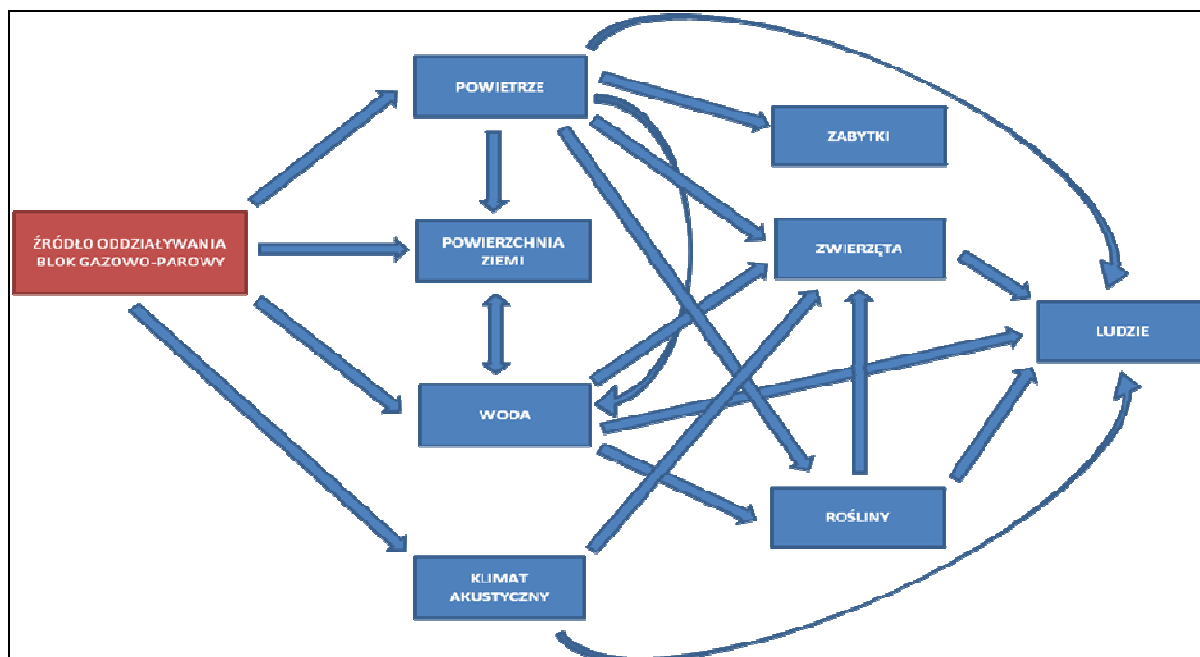 POWIETRZE
ZABYTKI
ŹRÓDŁO ODDZIAŁYWANIA
BLOK GAZOWO-PAROWY
POWIERZCHNIA
ZIEMI
ZWIERZĘTA
LUDZIE
WODA
ROŚLINY
KLIMAT
AKUSTYCZNY